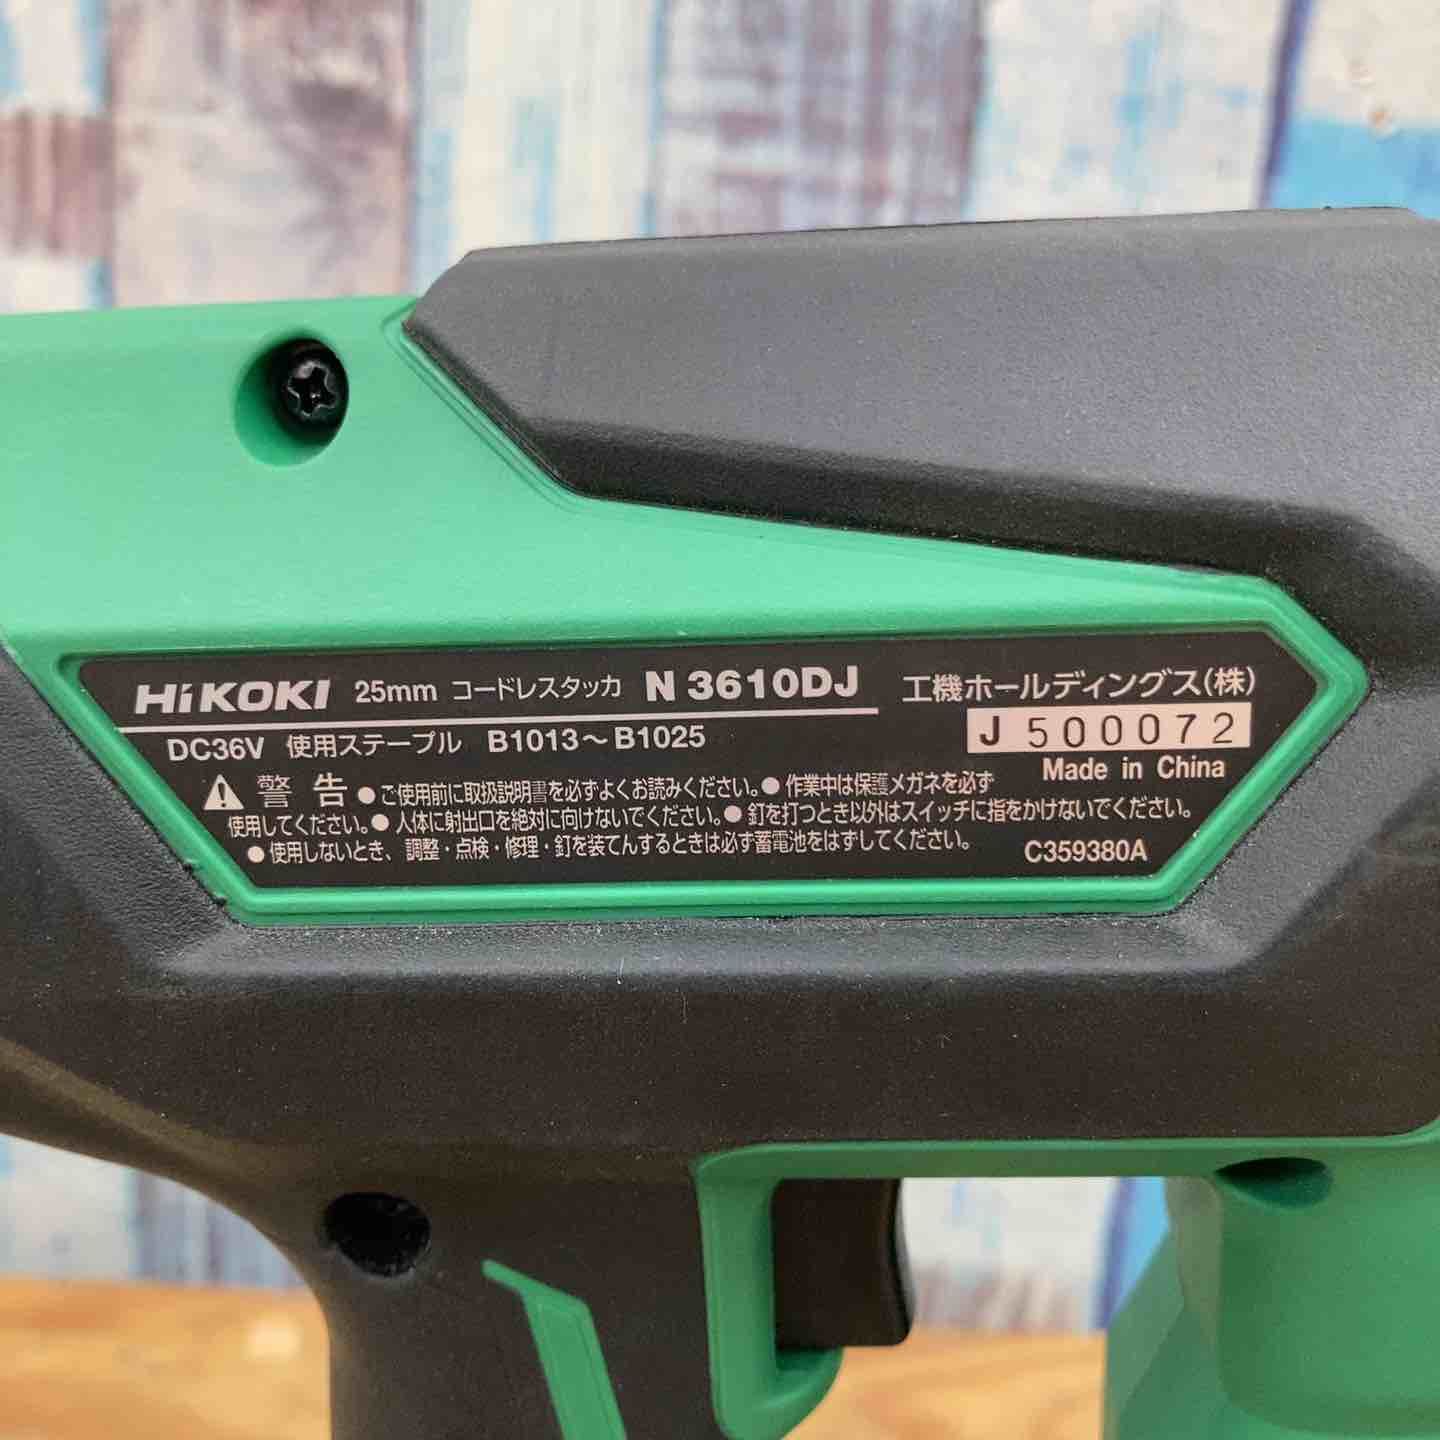 HiKOKI 25mm コードレスタッカ N 3610DJ 工機ホールディングス(株)
DC36V 使用ステープル B1013～B1025 J 500072
Made in China
⚠警告 ●ご使用前に取扱説明書を必ずよくお読みください。●作業中は保護メガネを必ず
使用してください。●人体に射出口を絶対に向けないでください。●釘を打つとき以外はスイッチに指をかけないでください。
●使用しないとき、調整・点検・修理・釘を装てんするときは必ず蓄電池をはずしてください。 C359380A